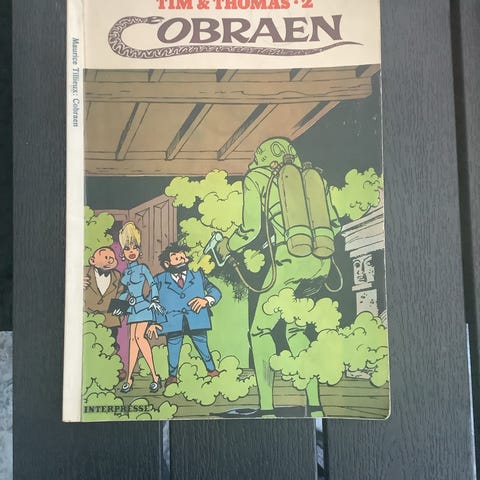 TIM & THOMAS · 2
COBRAEN
Maurice Tillieux: Cobraen
INTERPRESSE